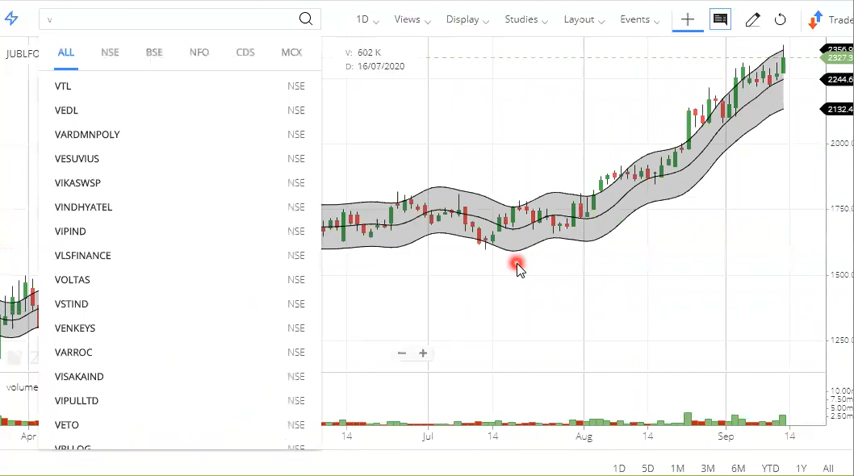 v
1D Views Display Studies Layout Events Trade
JUBLFO
ALL NSE BSE NFO CDS MCX
V: 602 K
D: 16/07/2020
VTL NSE
VEDL NSE
VARDMNPOLY NSE
VESUVIUS NSE
VIKASWSP NSE
VINDHYATEL NSE
VIPIND NSE
VLSFINANCE NSE
VOLTAS NSE
VSTIND NSE
VENKEYS NSE
VARROC NSE
VISAKAIND NSE
VIPULLTD NSE
VETO NSE
2356.9
2327.3
2244.6
2132.4
2000.
1750.
1500.
1250.
volume
10.00
7.50
5.00
2.50
Apr 14 Jul 14 Aug 14 Sep 14
1D 5D 1M 3M 6M YTD 1Y All